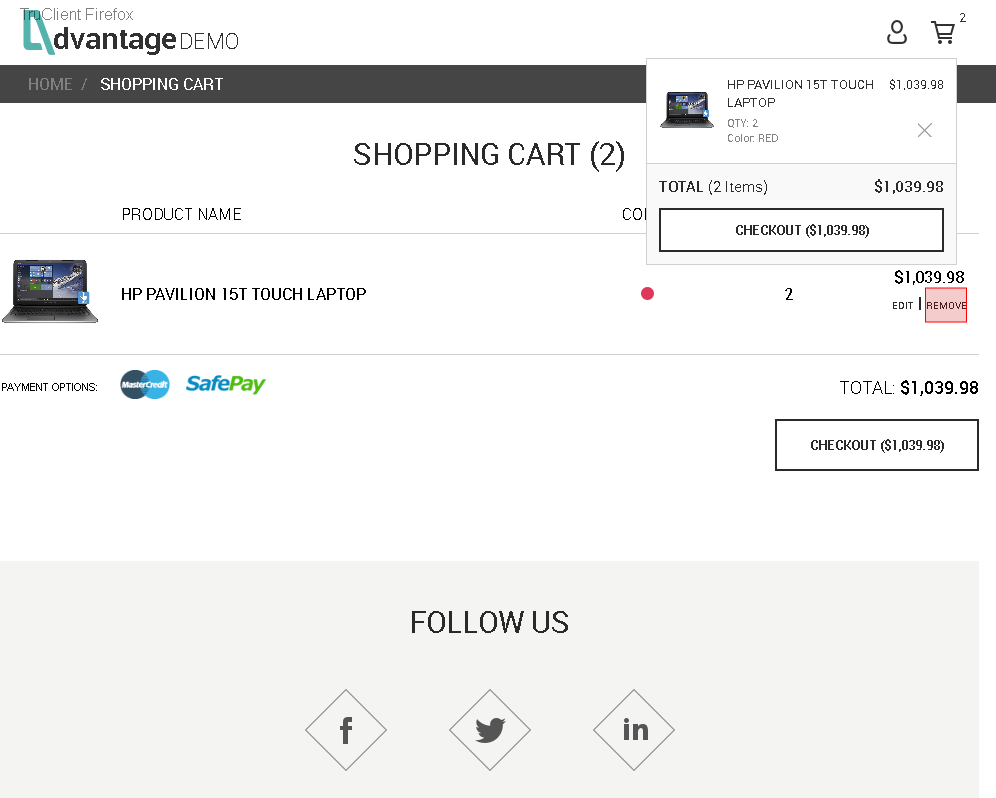 TruClient Firefox
dvantage DEMO
2
HOME / SHOPPING CART
HP PAVILION 15T TOUCH LAPTOP $1,039.98
QTY: 2
Color: RED
TOTAL (2 Items) $1,039.98
CHECKOUT ($1,039.98)
SHOPPING CART (2)
PRODUCT NAME
HP PAVILION 15T TOUCH LAPTOP
2
$1,039.98
EDIT | REMOVE
PAYMENT OPTIONS:
MasterCredit
SafePay
TOTAL: $1,039.98
CHECKOUT ($1,039.98)
FOLLOW US
f
in